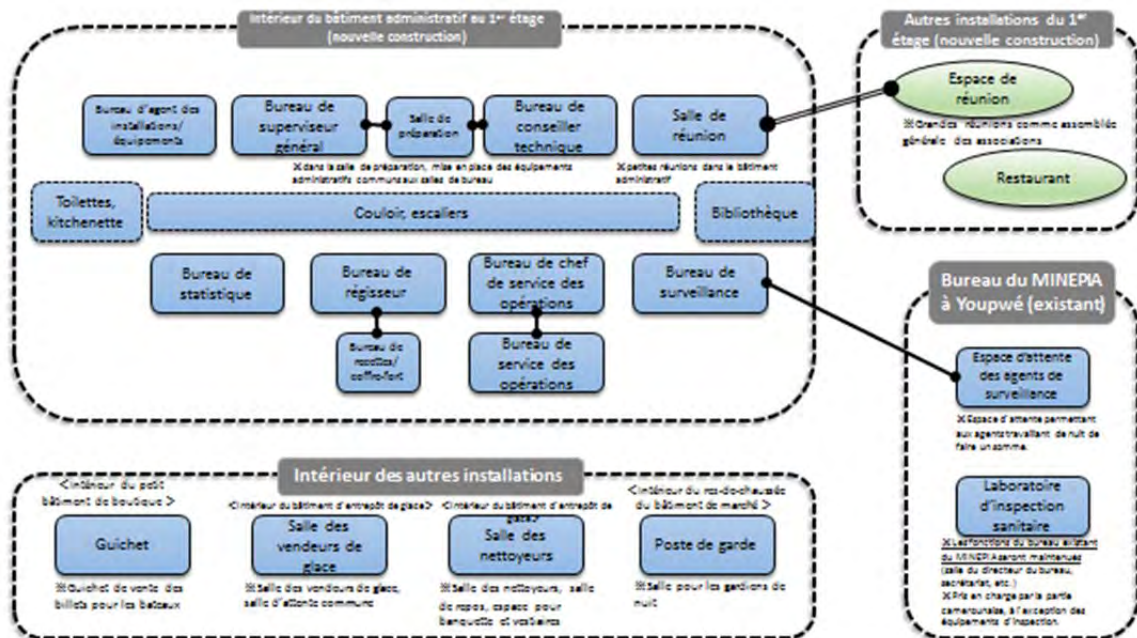 Intérieur du bâtiment administratif au 1er étage
(nouvelle construction)
Bureau d'agent des
installations/
équipements
Bureau de
superviseur
général
Salle de
préparation
Bureau de
conseiller
technique
Salle de
réunion
※dans la salle de préparation, mise en place des équipements
administratifs communs aux salles de bureau
※petites réunions dans le bâtiment
administratif
Toilettes,
kitchenette
Couloir, escaliers
Bibliothèque
Bureau de
statistique
Bureau de
régisseur
Bureau de chef
de service des
opérations
Bureau de
surveillance
Bureau de
recettes/
coffre-fort
Bureau de
service des
opérations
Autres installations du 1er
étage (nouvelle construction)
Espace de
réunion
※Grandes réunions comme assemblée
générale des associations
Restaurant
Bureau du MINEPIA
à Youpwé (existant)
Espace d'attente
des agents de
surveillance
※Espace d'attente permettant
aux agents travaillant de nuit de
faire un somme.
Laboratoire
d'inspection
sanitaire
※Les fonctions du bureau existant
du MINEPIA seront maintenues
(salle du directeur du bureau,
secrétariat, etc.)
※Pris en charge par la partie
camerounaise, à l'exception des
équipements d'inspection.
Intérieur des autres installations
<Intérieur du petit
bâtiment de boutique >
Guichet
※Guichet de vente des
billets pour les bateaux
<Intérieur du bâtiment d'entrepôt de glace>
Salle des
vendeurs de
glace
※Salle des vendeurs de glace,
salle d'attente commune
<Intérieur du bâtiment d'entrepôt de
glace>
Salle des
nettoyeurs
※Salle des nettoyeurs, salle
de repos, espace pour
banquette et vestiaires
<Intérieur du rez-de-chaussée
du bâtiment de marché >
Poste de garde
※Salle pour les gardiens de
nuit